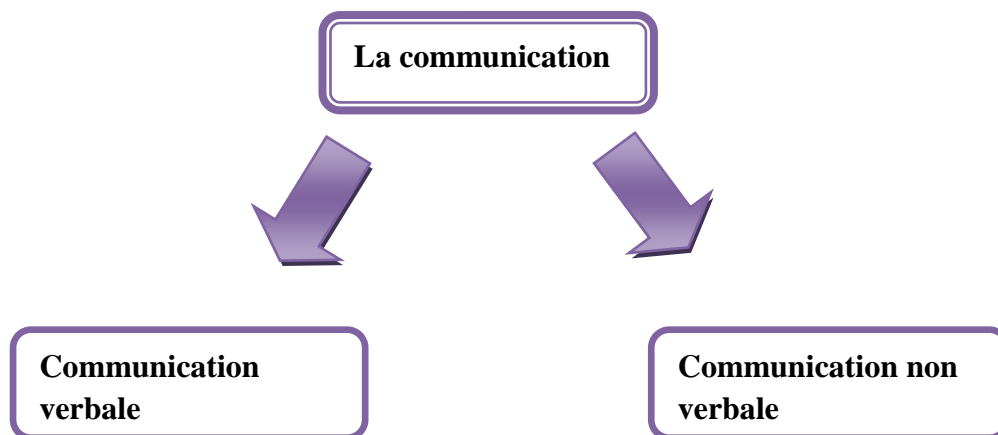 La communication
Communication
verbale
Communication non
verbale